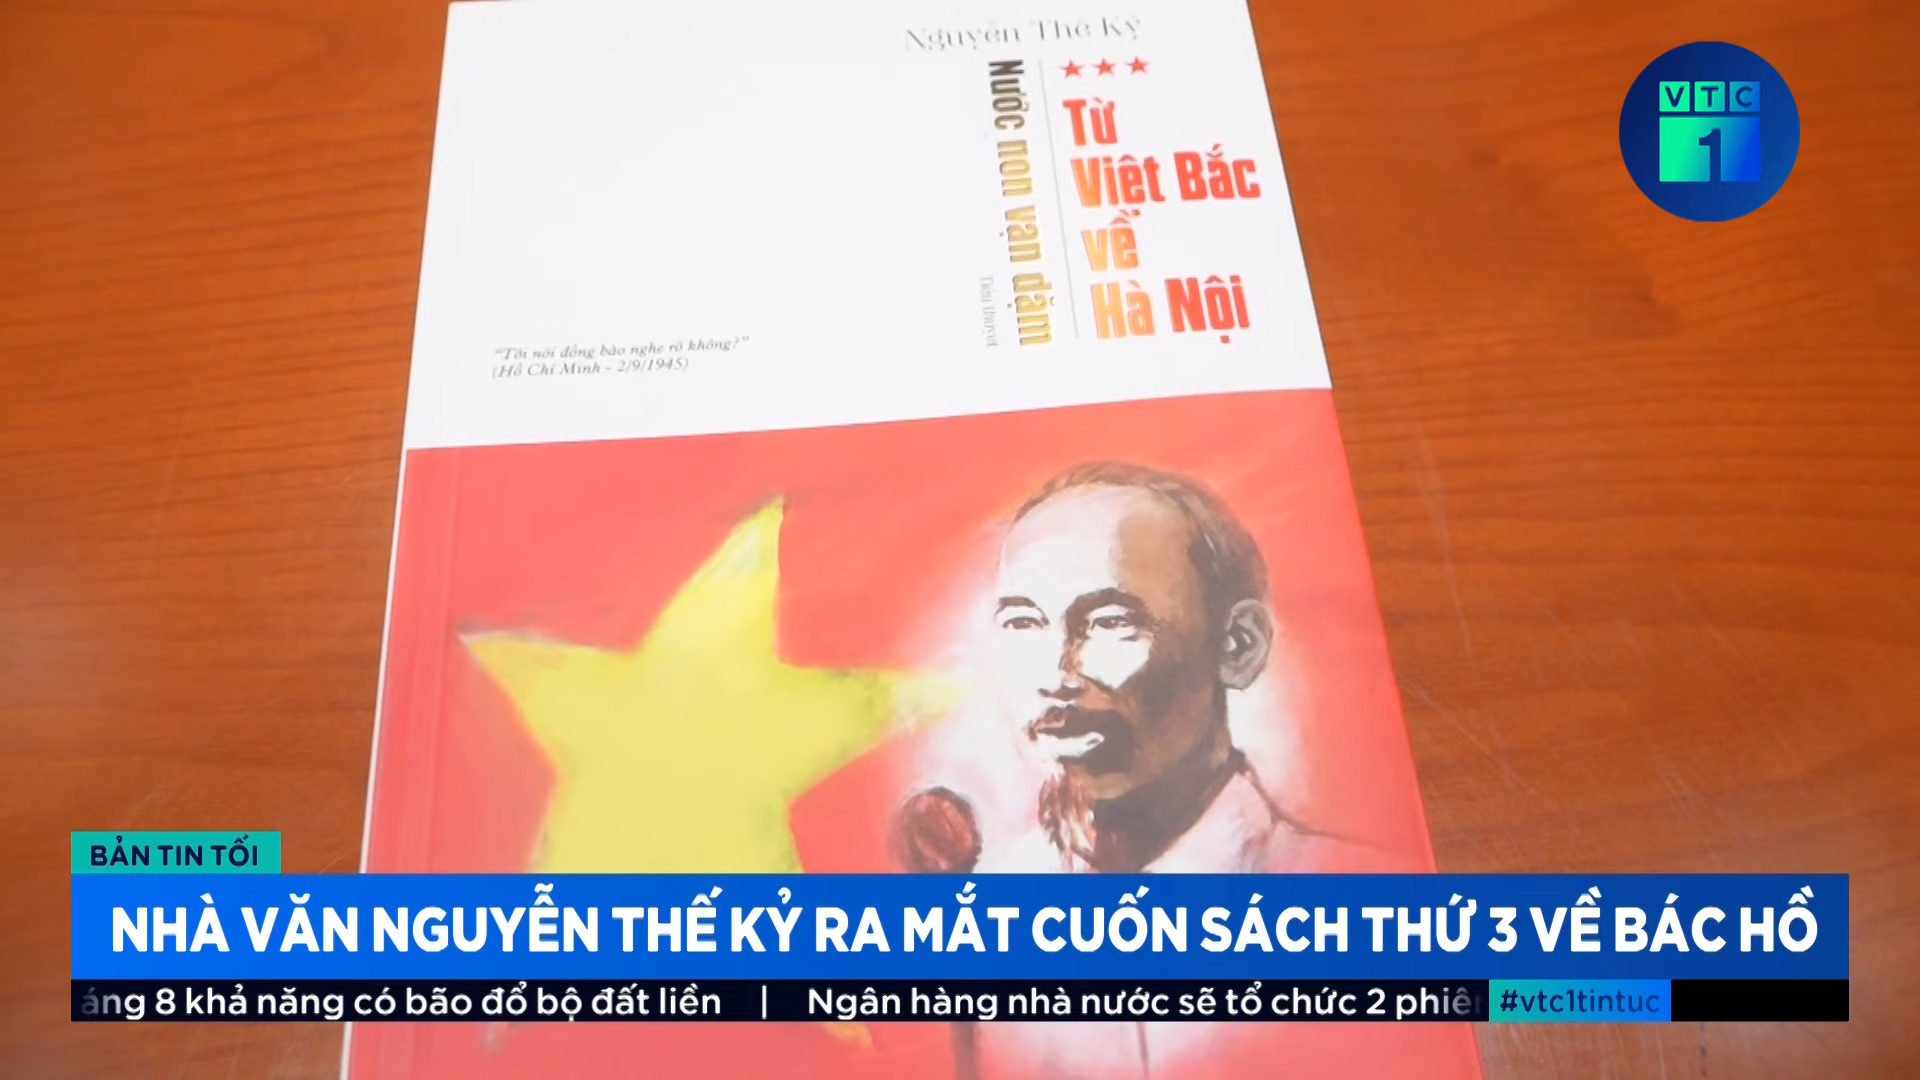 Nguyễn Thế Kỷ
Từ
Việt Bắc
về
Hà Nội
Nước non vạn dặm
Tiểu thuyết
"Tôi nói đồng bào nghe rõ không?"
(Hồ Chí Minh - 2/9/1945)
VTC
1
BẢN TIN TỐI
NHÀ VĂN NGUYỄN THẾ KỶ RA MẮT CUỐN SÁCH THỨ 3 VỀ BÁC HỒ
áng 8 khả năng có bão đổ bộ đất liền | Ngân hàng nhà nước sẽ tổ chức 2 phiên
#vtc1tintuc